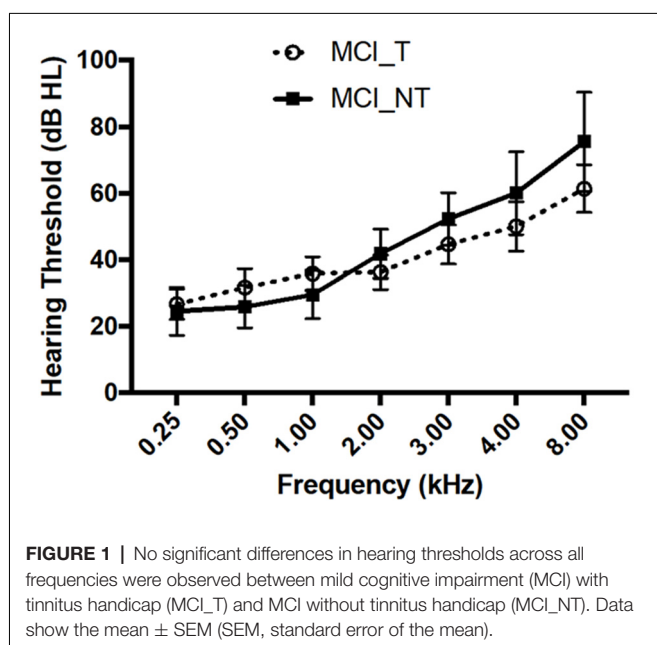 MCI_T
MCI_NT
100
80
60
40
20
0
Hearing Threshold (dB HL)
0.25 0.50 1.00 2.00 3.00 4.00 8.00
Frequency (kHz)
FIGURE 1 | No significant differences in hearing thresholds across all
frequencies were observed between mild cognitive impairment (MCI) with
tinnitus handicap (MCI_T) and MCI without tinnitus handicap (MCI_NT). Data
show the mean ± SEM (SEM, standard error of the mean).